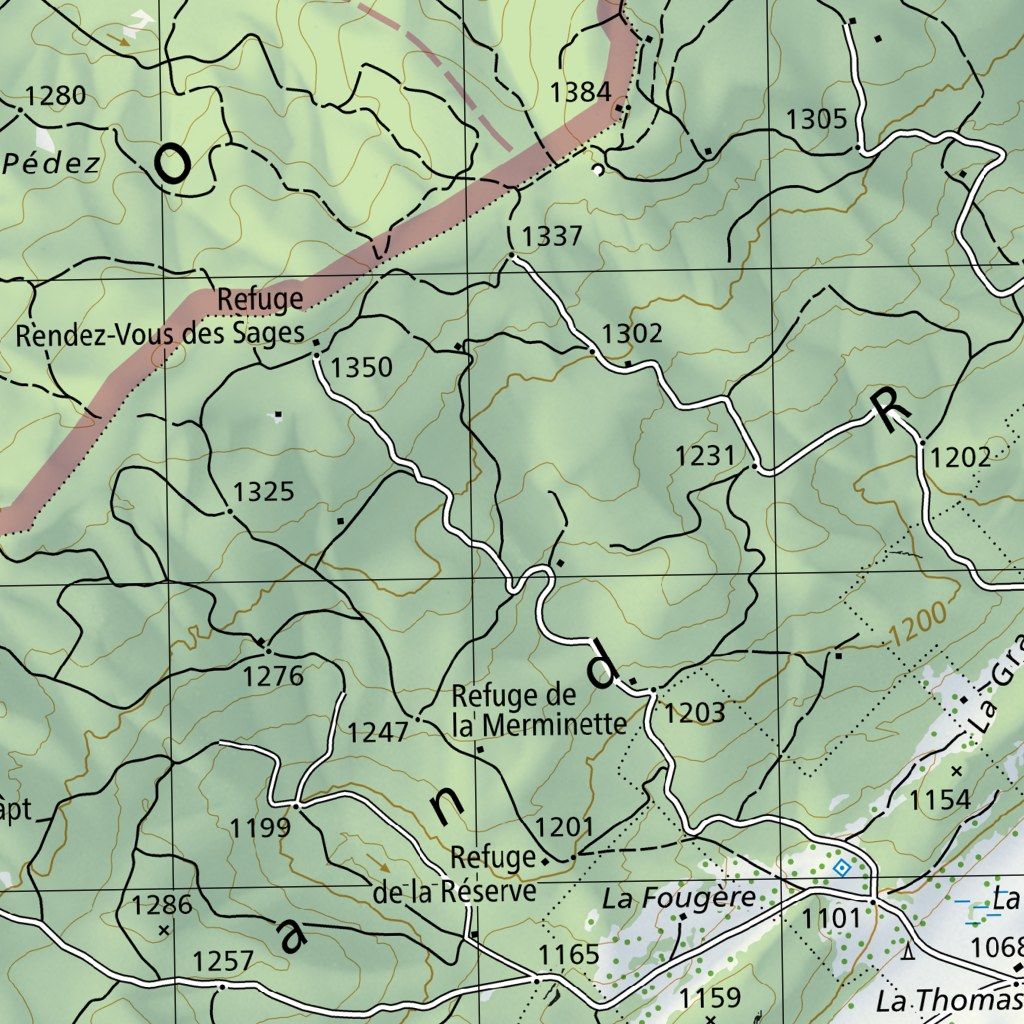 1384
1280
1305
Pédez
O
1337
Refuge
Rendez-Vous des Sages
1302
1350
R
1231
1202
1325
1200
d
1276
Refuge de
la Merminette
1203
1247
La Gra
âpt
n
1154
1199
1201
Refuge
de la Réserve
La Fougère
La
1286
1101
a
1068
1257
1165
1159
La Thomas